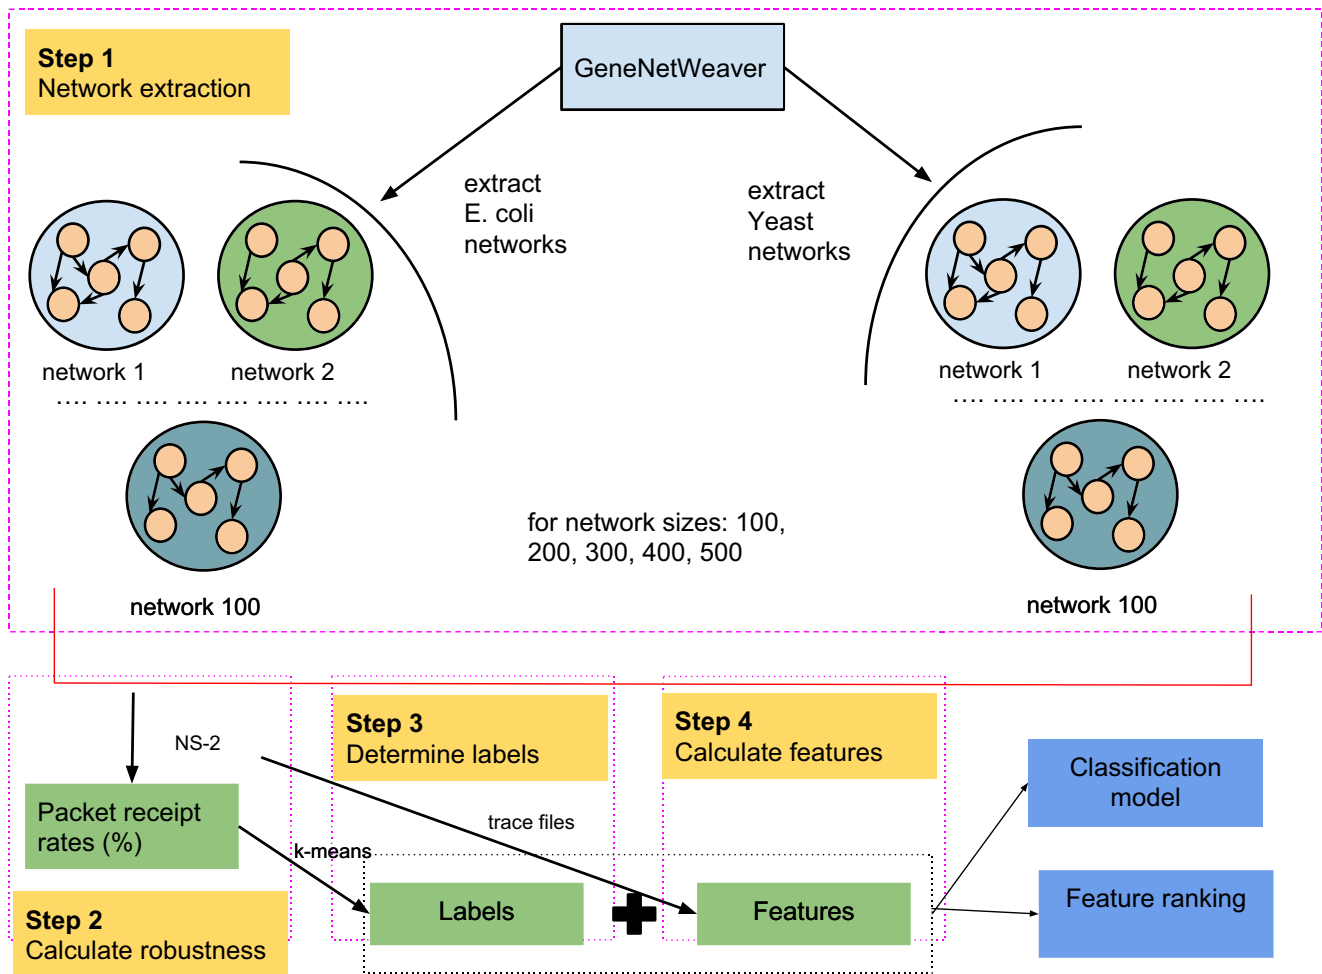 Step 1
Network extraction
GeneNetWeaver
extract
E. coli
networks
extract
Yeast
networks
network 1
network 2
.... .... .... .... .... .... .... ....
network 100
network 1
network 2
.... .... .... .... .... .... .... ....
network 100
for network sizes: 100,
200, 300, 400, 500
NS-2
Packet receipt
rates (%)
Step 2
Calculate robustness
Step 3
Determine labels
trace files
k-means
Labels
Step 4
Calculate features
Features
Classification
model
Feature ranking